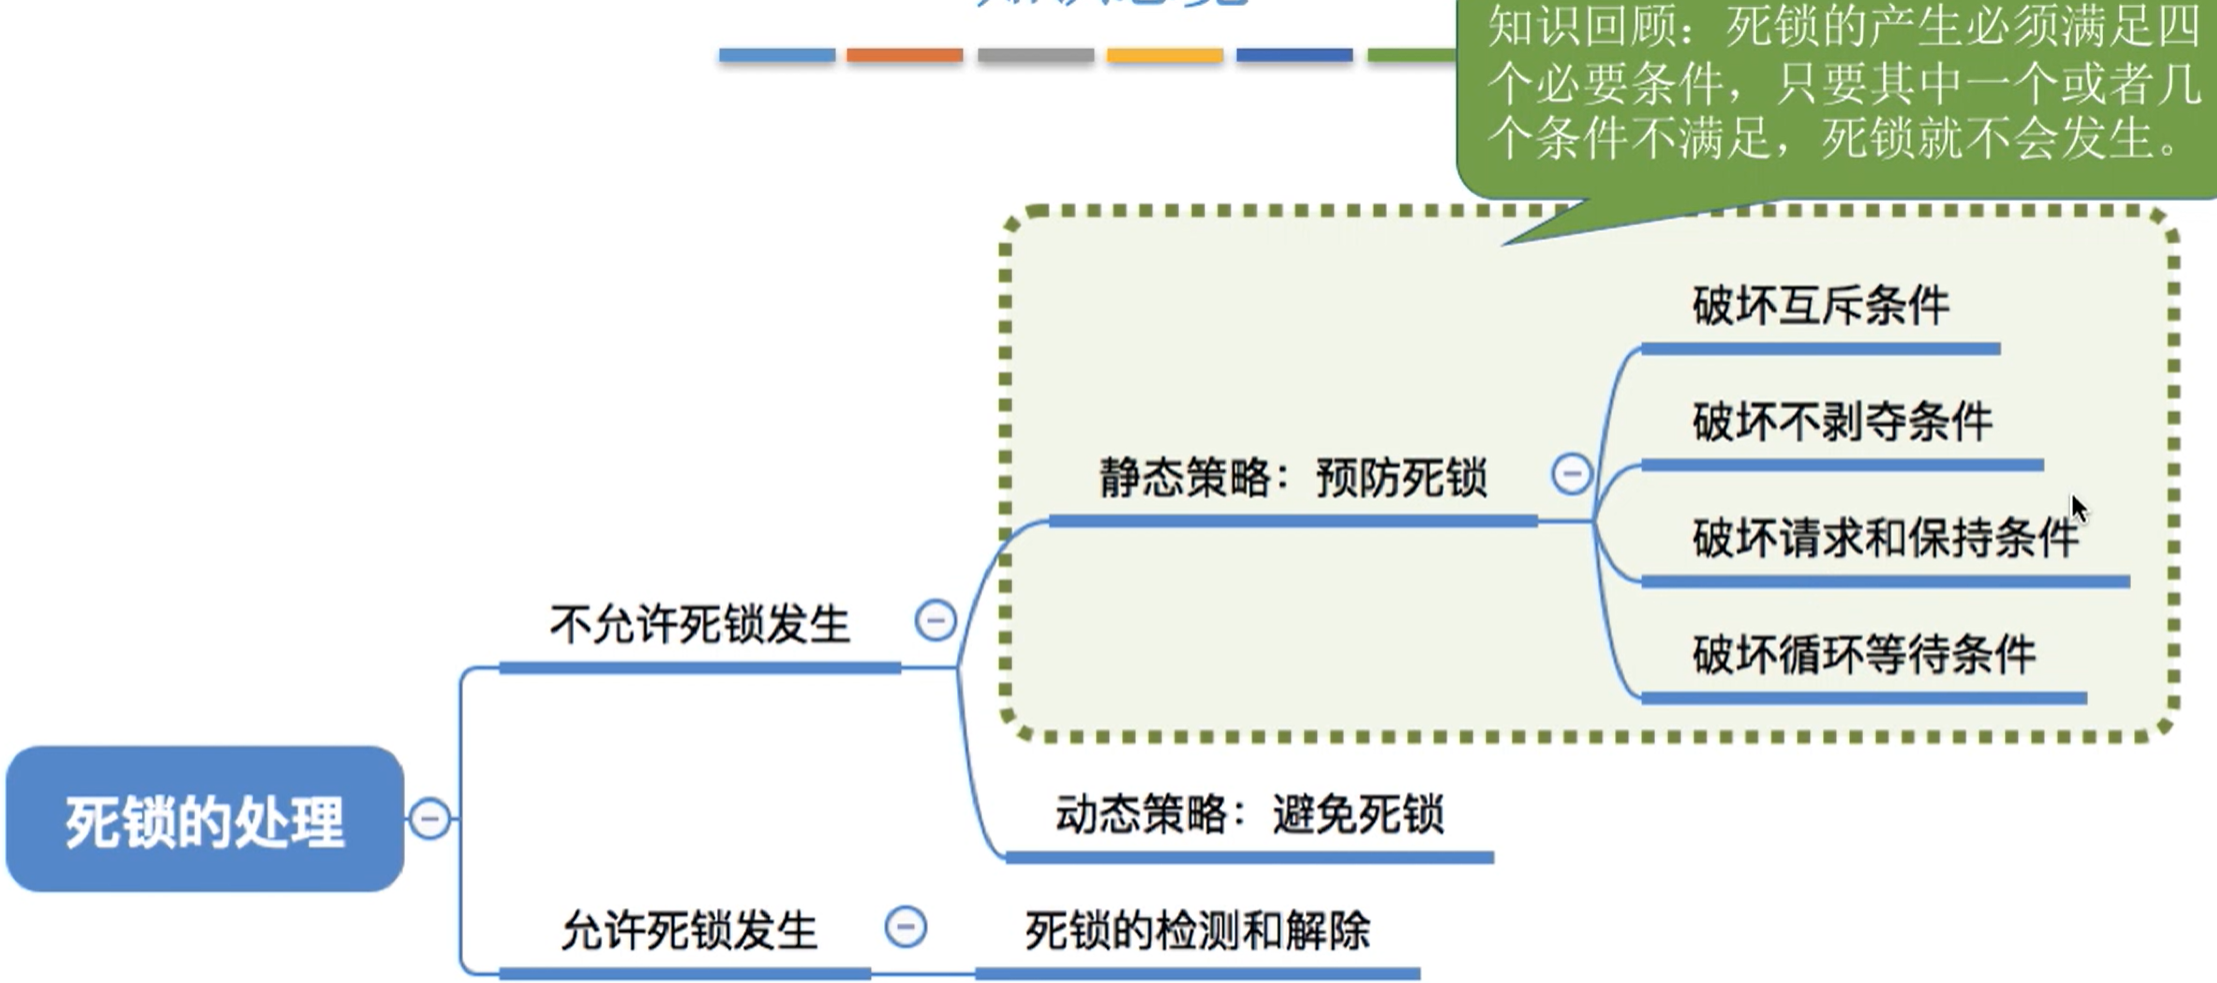 知识回顾：死锁的产生必须满足四
个必要条件，只要其中一个或者几
个条件不满足，死锁就不会发生。
破坏互斥条件
破坏不剥夺条件
静态策略：预防死锁
破坏请求和保持条件
破坏循环等待条件
不允许死锁发生
死锁的处理
动态策略：避免死锁
允许死锁发生
死锁的检测和解除